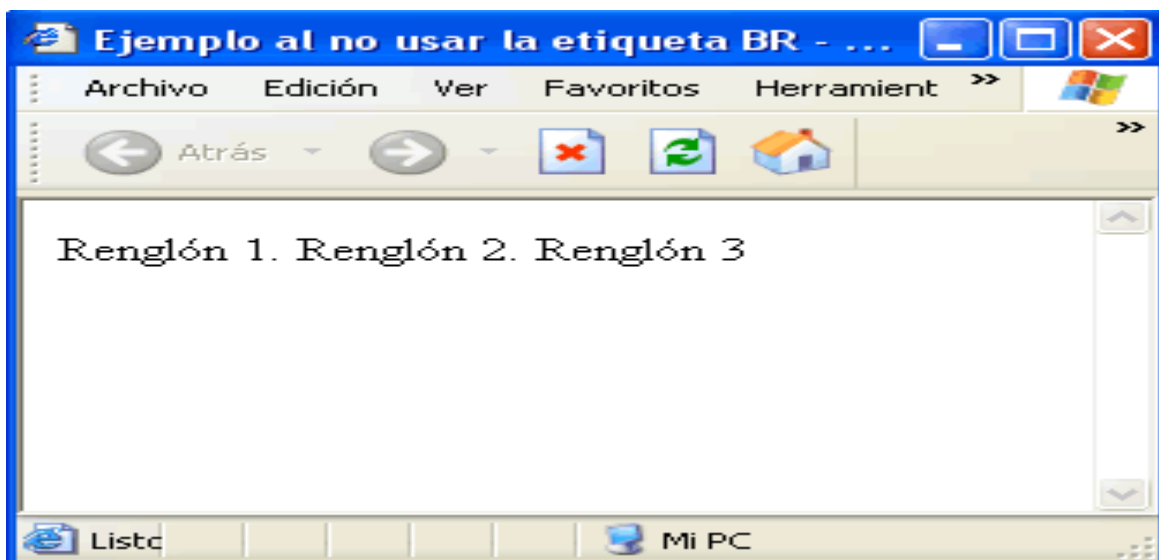 Ejemplo al no usar la etiqueta BR - ...
Archivo Edición Ver Favoritos Herramient »
Atrás »
Renglón 1. Renglón 2. Renglón 3
Listo Mi PC